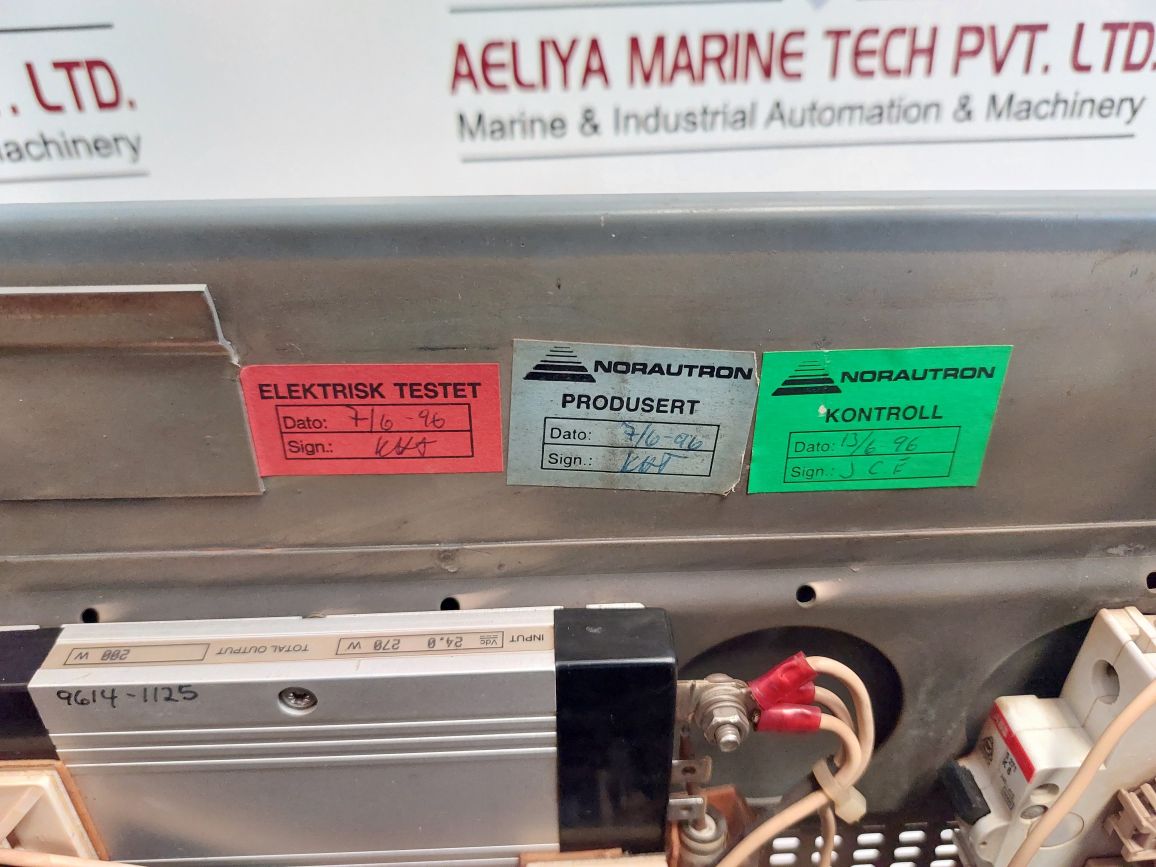 . LTD.
achinery
AELIYA MARINE TECH PVT. LTD.
Marine & Industrial Automation & Machinery
ELEKTRISK TESTET
Dato: 7/6-96
Sign.:
NORAUTRON
PRODUSERT
Dato: 7/6-96
Sign.:
NORAUTRON
KONTROLL
Dato: 13/6 96
Sign.: J C E
INPUT Vdc 24.0 270 W TOTAL OUTPUT 200 W
9614-1125